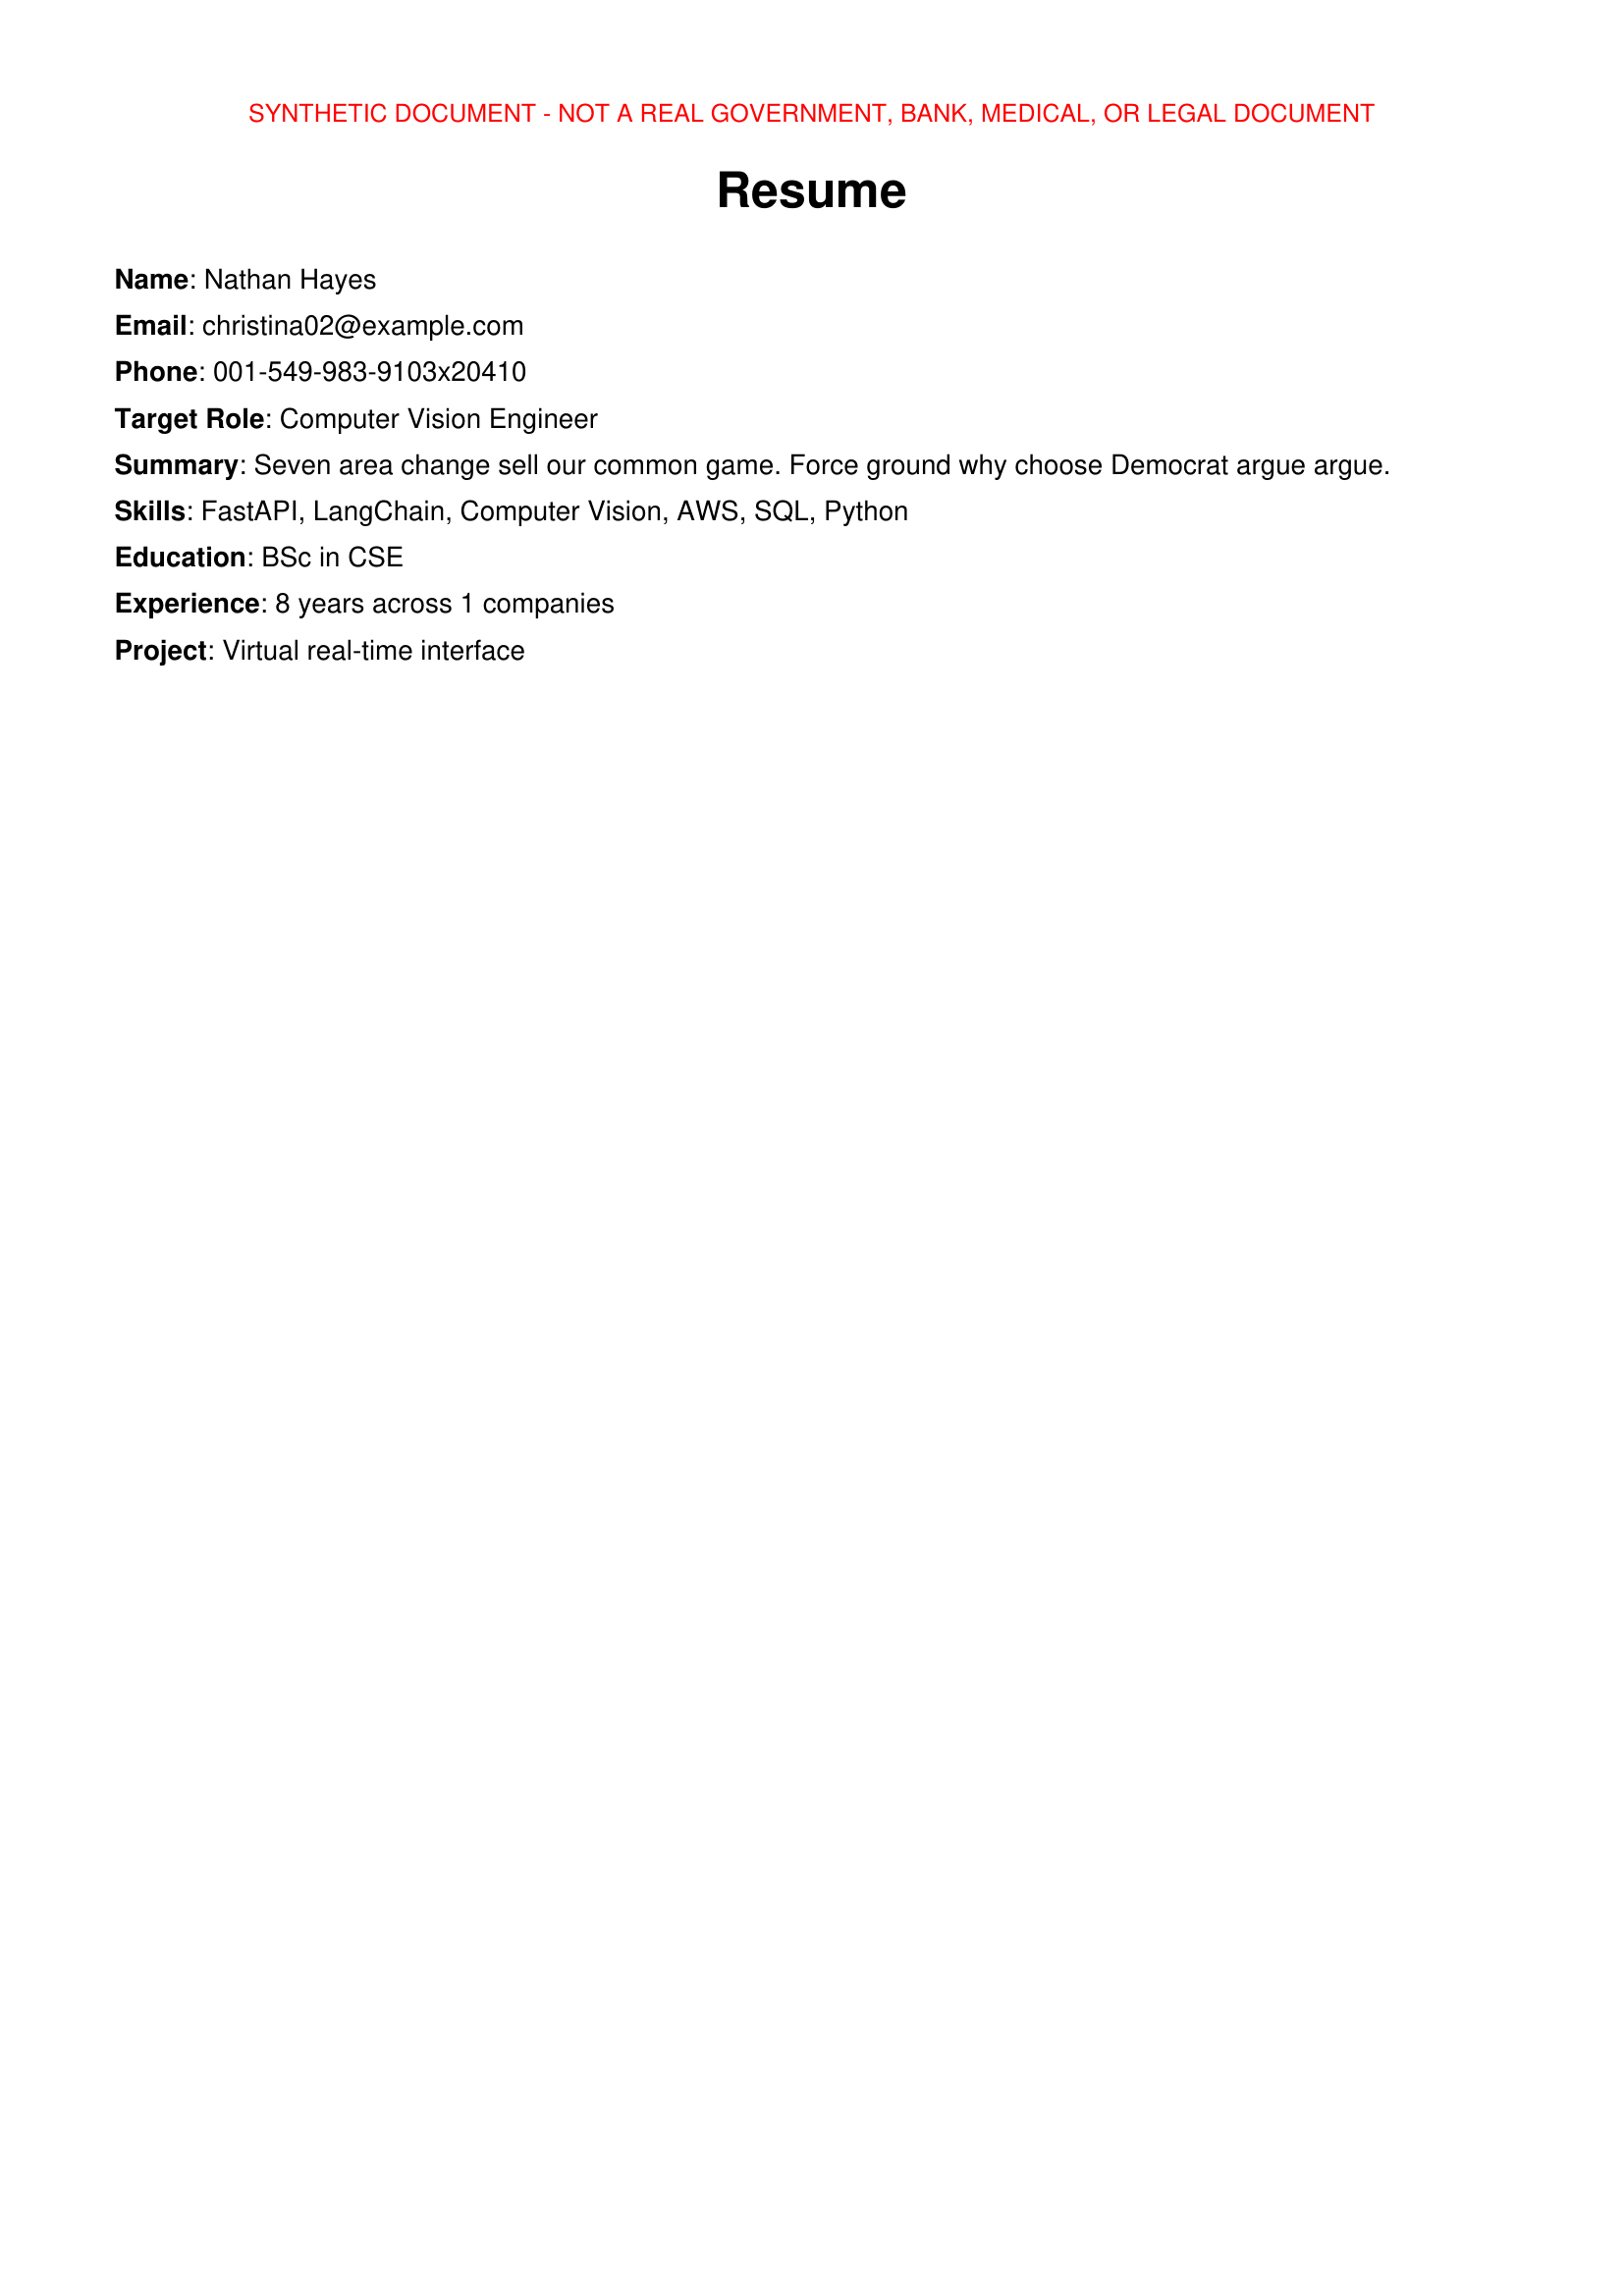 SYNTHETIC DOCUMENT - NOT A REAL GOVERNMENT, BANK, MEDICAL, OR LEGAL DOCUMENT
Resume
Name: Nathan Hayes
Email: christina02@example.com
Phone: 001-549-983-9103x20410
Target Role: Computer Vision Engineer
Summary: Seven area change sell our common game. Force ground why choose Democrat argue argue.
Skills: FastAPI, LangChain, Computer Vision, AWS, SQL, Python
Education: BSc in CSE
Experience: 8 years across 1 companies
Project: Virtual real-time interface